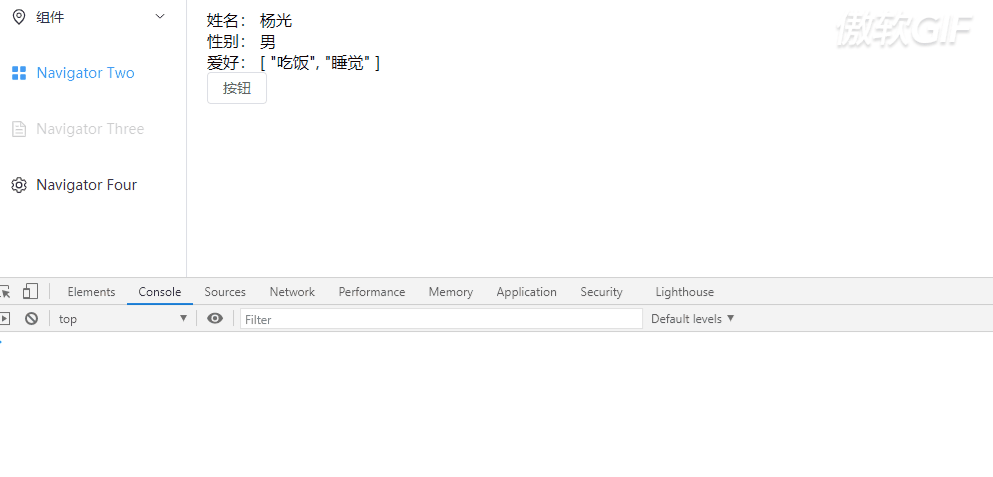 组件
Navigator Two
Navigator Three
Navigator Four
姓名： 杨光
性别： 男
爱好： [ "吃饭", "睡觉" ]
按钮
傲软GIF
Elements Console Sources Network Performance Memory Application Security Lighthouse
top Filter Default levels